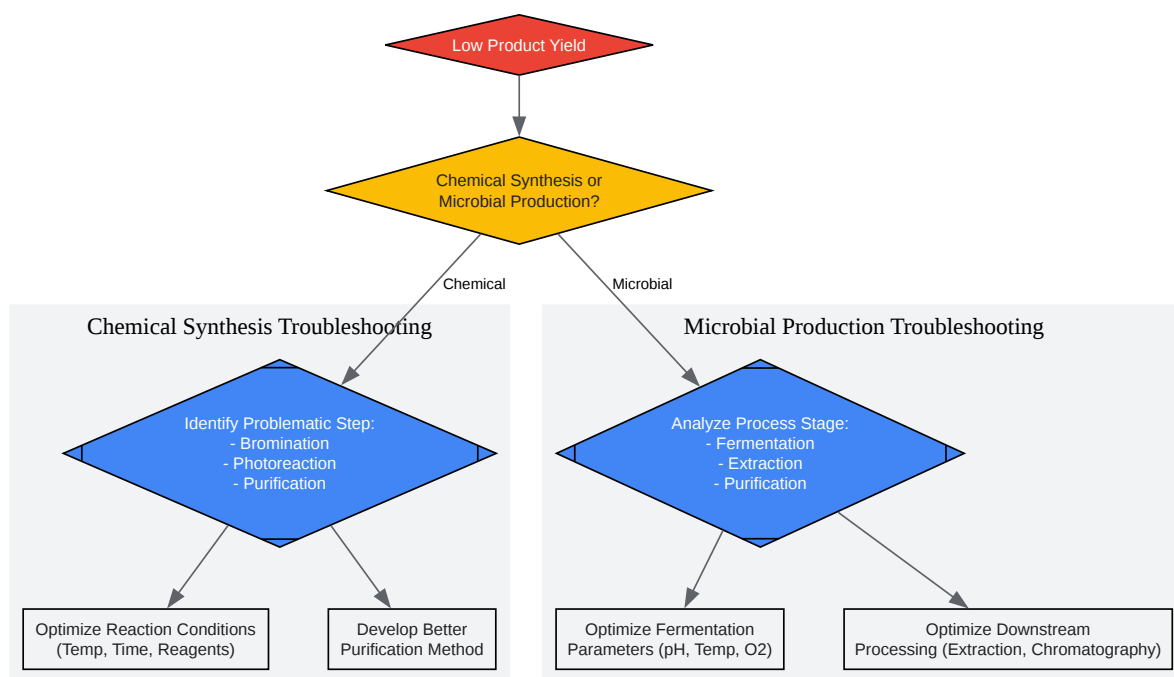 Low Product Yield
Chemical Synthesis or
Microbial Production?
Chemical
Microbial
Chemical Synthesis Troubleshooting
Identify Problematic Step:
- Bromination
- Photoreaction
- Purification
Optimize Reaction Conditions
(Temp, Time, Reagents)
Develop Better
Purification Method
Microbial Production Troubleshooting
Analyze Process Stage:
- Fermentation
- Extraction
- Purification
Optimize Fermentation
Parameters (pH, Temp, O2)
Optimize Downstream
Processing (Extraction, Chromatography)